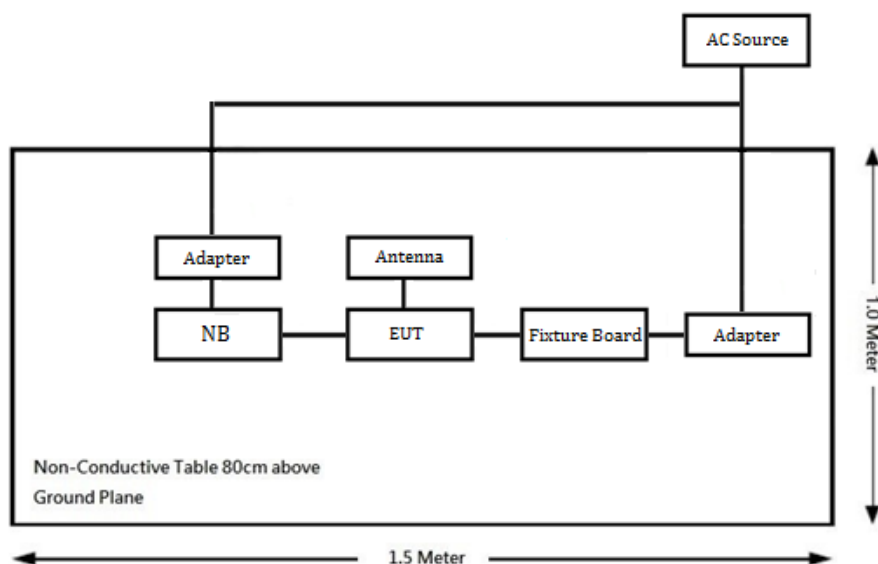 AC Source
Adapter
Antenna
NB
EUT
Fixture Board
Adapter
1.0 Meter
Non-Conductive Table 80cm above
Ground Plane
1.5 Meter